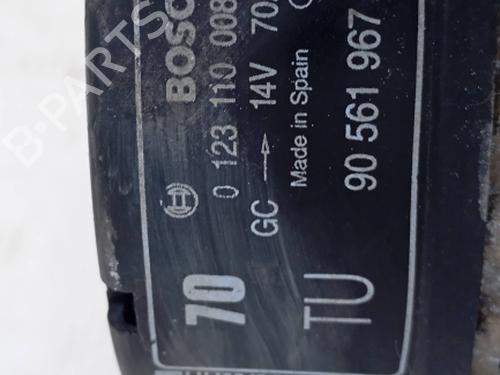 BOSC
0 123 110 008
GC → 14V 70
Made in Spain
90 561 967
70
TU
B-PARTS